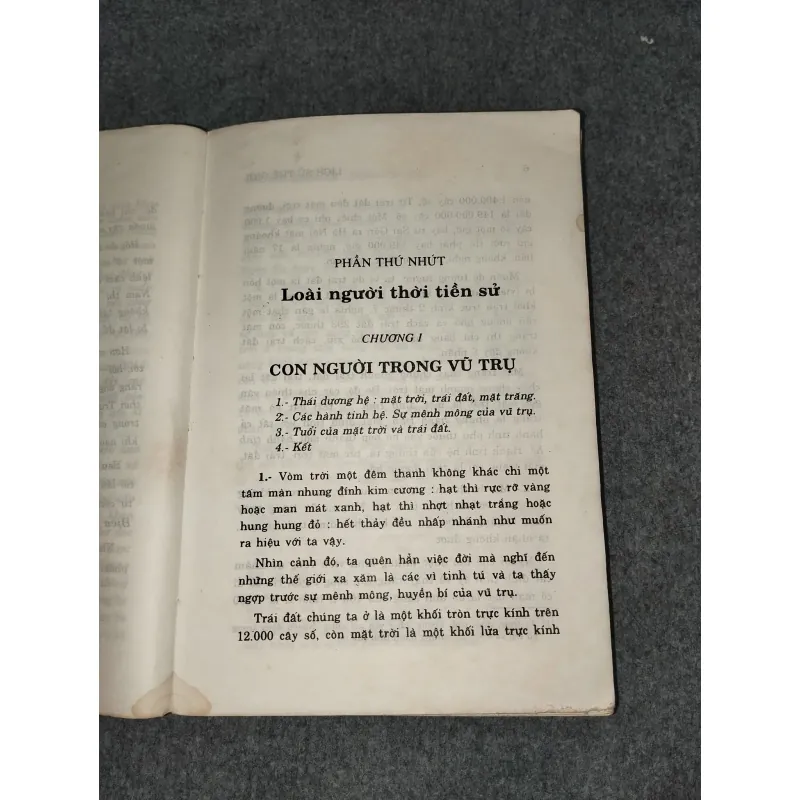 PHẦN THỨ NHỨT
Loài người thời tiền sử
CHƯƠNG I
CON NGƯỜI TRONG VŨ TRỤ
1.- Thái dương hệ : mặt trời, trái đất, mặt trăng.
2.- Các hành tinh hệ. Sự mênh mông của vũ trụ.
3.- Tuổi của mặt trời và trái đất.
4.- Kết
1.- Vòm trời một đêm thanh không khác chi một
tấm màn nhung đính kim cương : hạt thì rực rỡ vàng
hoặc man mát xanh, hạt thì nhợt nhạt trắng hoặc
hung hung đỏ : hết thảy đều nhấp nhánh như muốn
ra hiệu với ta vậy.
Nhìn cảnh đó, ta quên hẳn việc đời mà nghĩ đến
những thế giới xa xăm là các vì tinh tú và ta thấy
ngợp trước sự mênh mông, huyền bí của vũ trụ.
Trái đất chúng ta ở là một khối tròn trực kính trên
12.000 cây số, còn mặt trời là một khối lửa trực kính